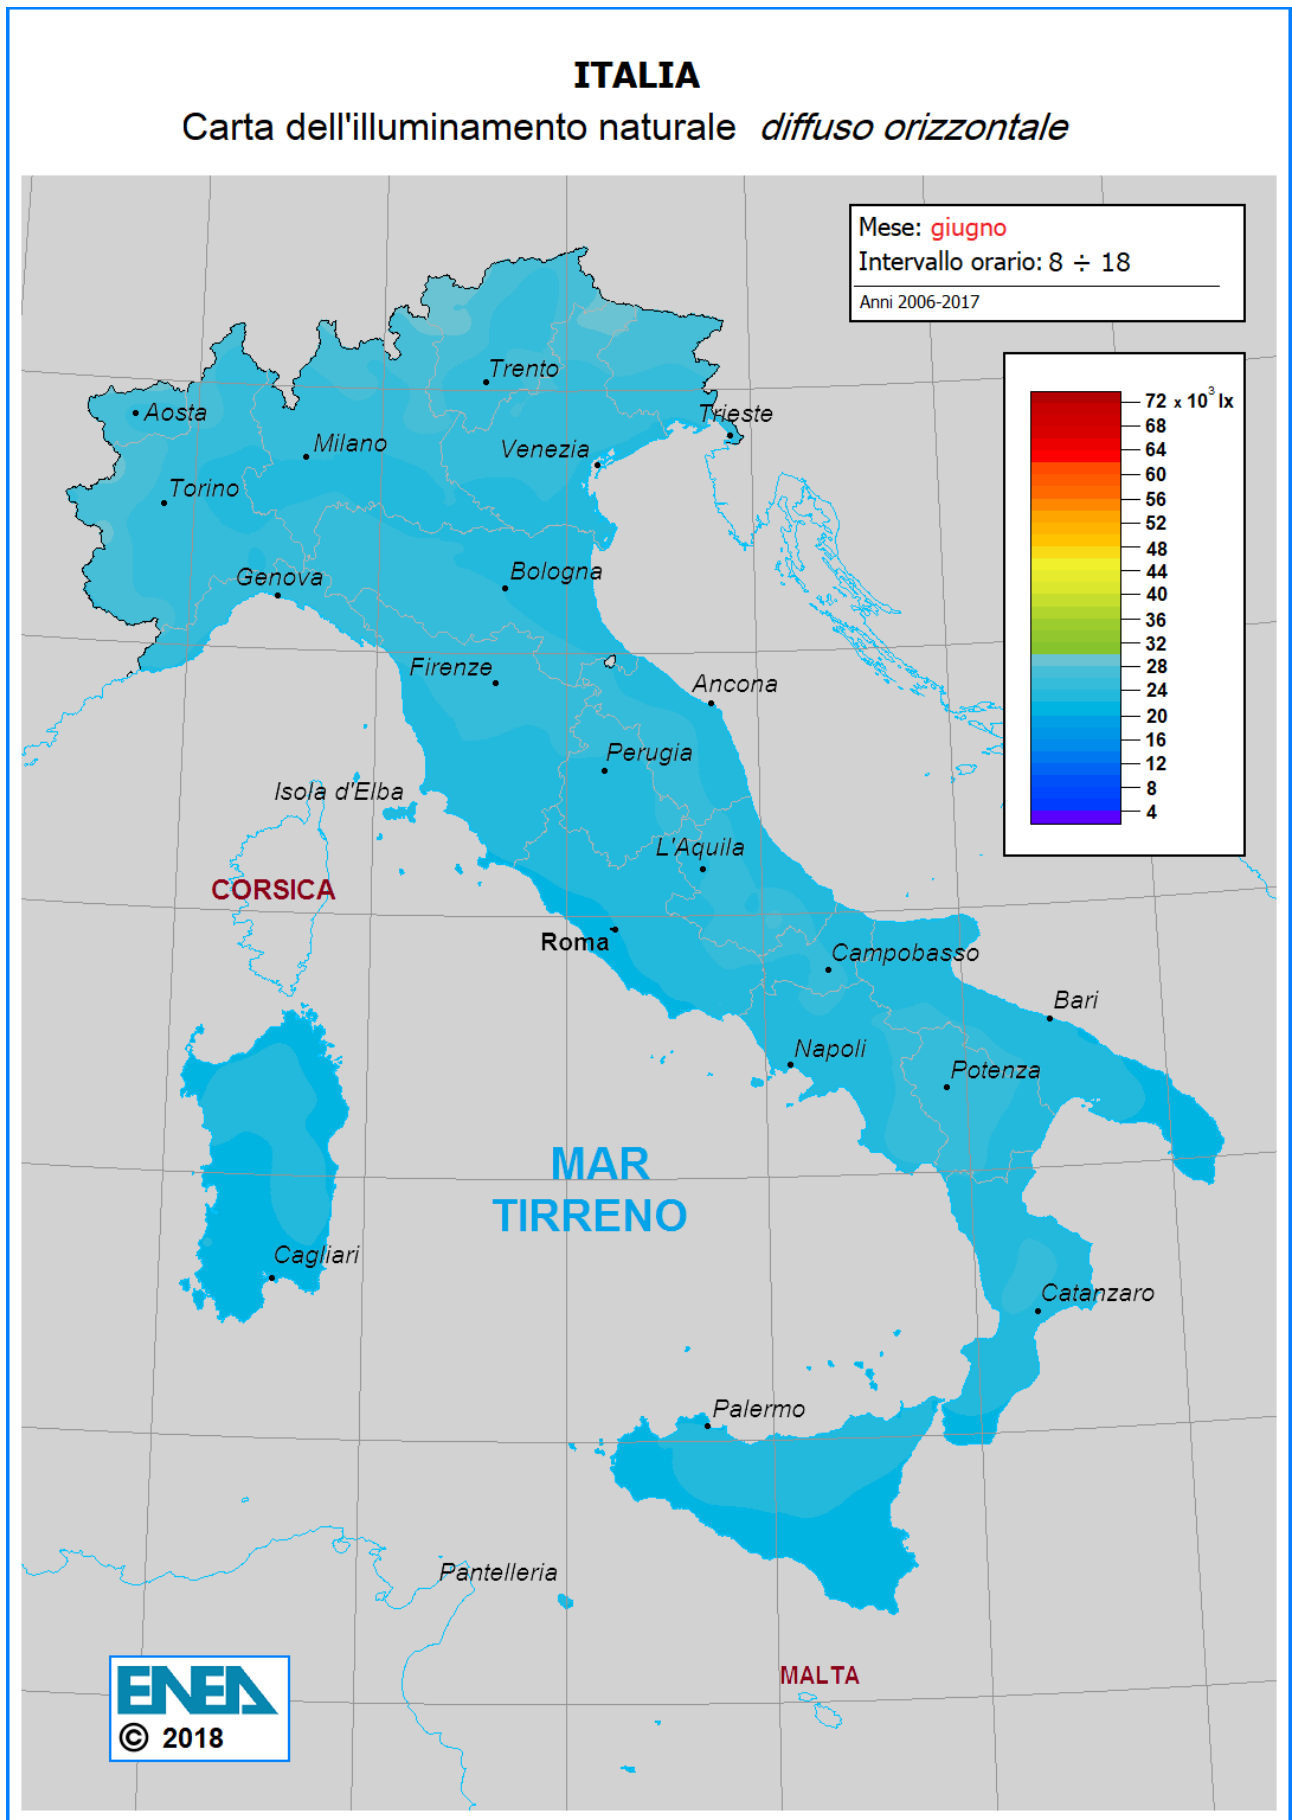 ITALIA
Carta dell'illuminamento naturale diffuso orizzontale
Mese: giugno
Intervallo orario: 8 ÷ 18
Anni 2006-2017
72 x 10³ lx
68
64
60
56
52
48
44
40
36
32
28
24
20
16
12
8
4
Trento
Aosta
Trieste
Milano
Venezia
Torino
Genova
Bologna
Firenze
Ancona
Perugia
Isola d'Elba
L'Aquila
CORSICA
Roma
Campobasso
Bari
Napoli
Potenza
MAR
TIRRENO
Cagliari
Catanzaro
Palermo
Pantelleria
MALTA
ENEA
© 2018